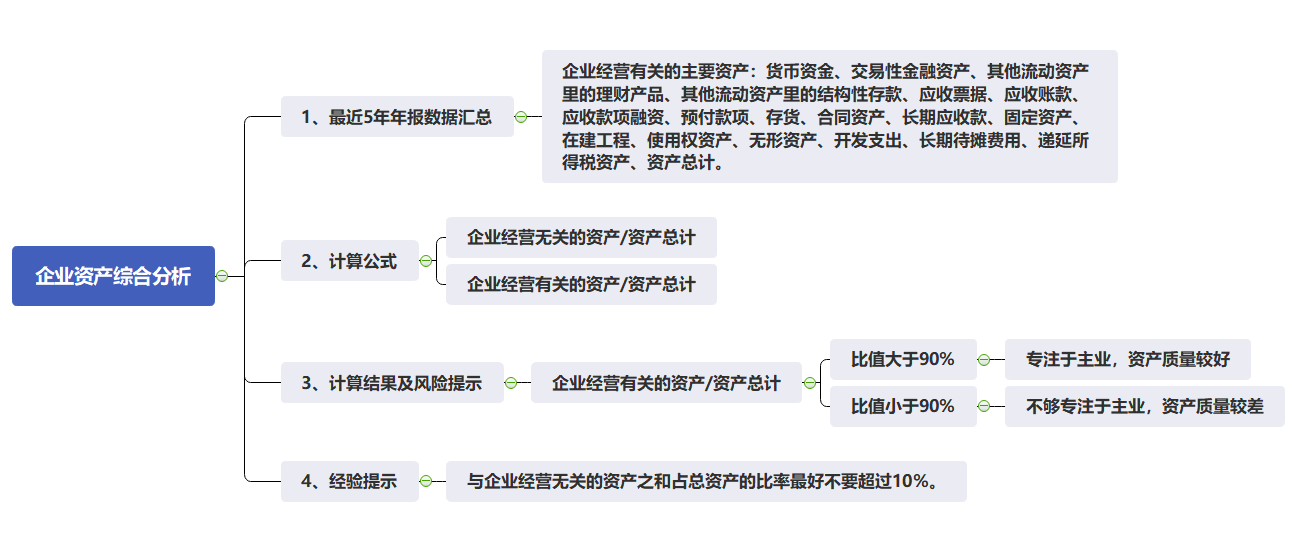 企业资产综合分析
1、最近5年年报数据汇总
企业经营有关的主要资产：货币资金、交易性金融资产、其他流动资产
里的理财产品、其他流动资产里的结构性存款、应收票据、应收账款、
应收款项融资、预付款项、存货、合同资产、长期应收款、固定资产、
在建工程、使用权资产、无形资产、开发支出、长期待摊费用、递延所
得税资产、资产总计。
2、计算公式
企业经营无关的资产/资产总计
企业经营有关的资产/资产总计
3、计算结果及风险提示
企业经营有关的资产/资产总计
比值大于90%
专注于主业，资产质量较好
比值小于90%
不够专注于主业，资产质量较差
4、经验提示
与企业经营无关的资产之和占总资产的比率最好不要超过10%。